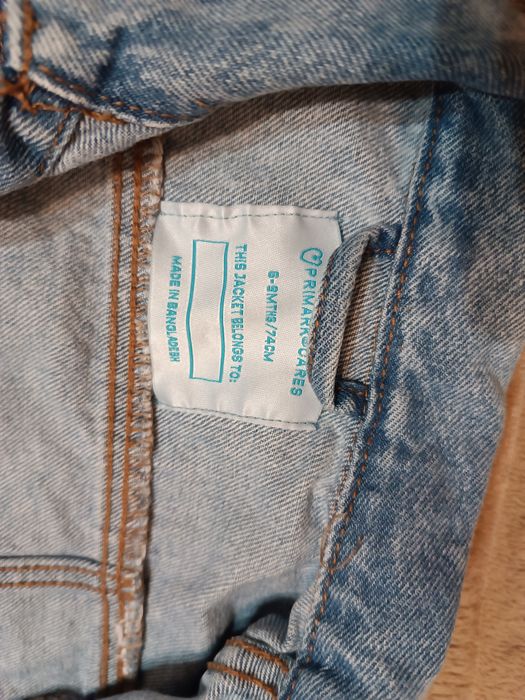 PRIMARK CARES
6-9MTHS/74CM
THIS JACKET BELONGS TO:
MADE IN BANGLADESH